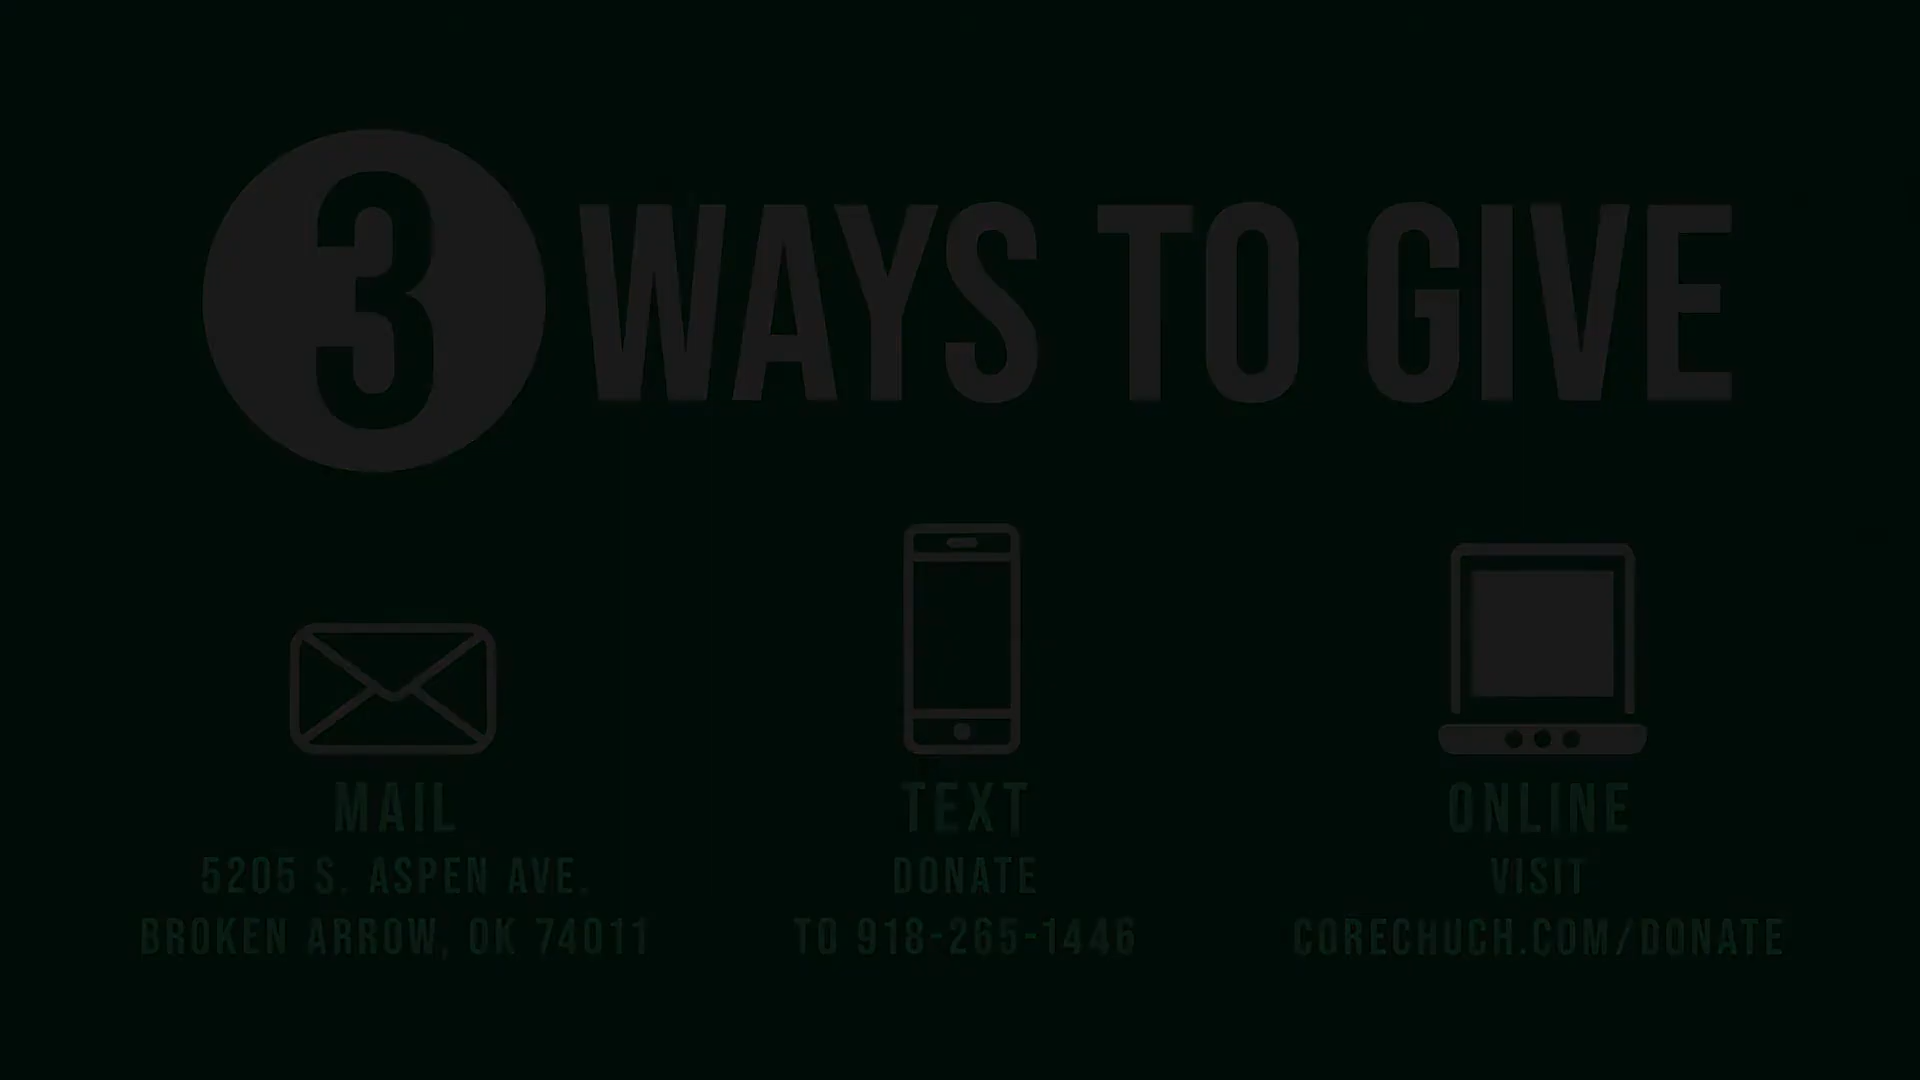 3 WAYS TO GIVE
MAIL
5205 S. ASPEN AVE.
BROKEN ARROW, OK 74011
TEXT
DONATE
TO 918-265-1446
ONLINE
VISIT
CORECHUCH.COM/DONATE